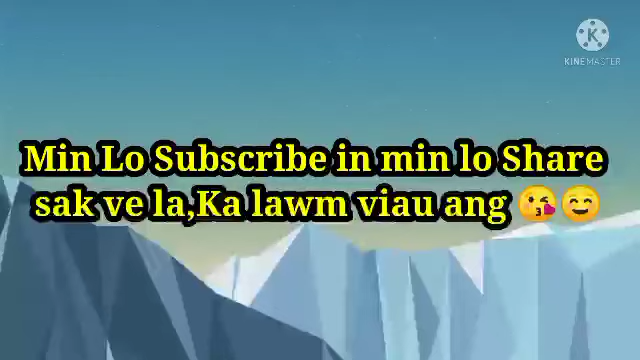 KINEMASTER
Min Lo Subscribe in min lo Share
sak ve la,Ka lawm viau ang 😘☺️